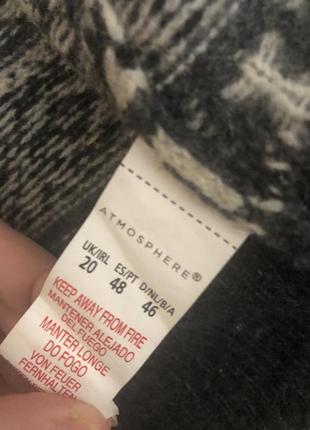 ATMOSPHERE®
UK/IRL ES/PT D/NL/B/A
20 48 46
KEEP AWAY FROM FIRE
MANTENER ALEJADO
DEL FUEGO
MANTER LONGE
DO FOGO
VON FEUER
FERNHALTEN